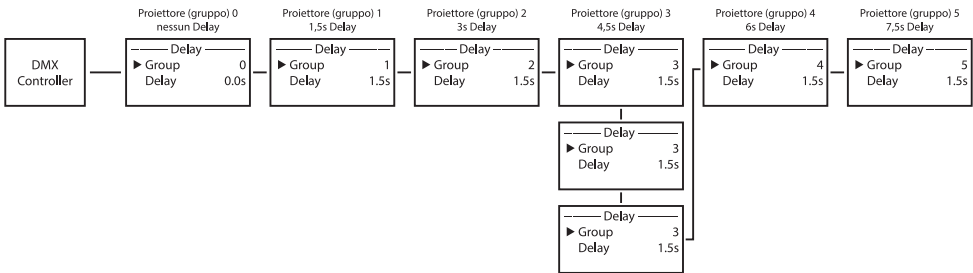 DMX
Controller
Proiettore (gruppo) 0
nessun Delay
Delay
▶ Group 0
Delay 0.0s
Proiettore (gruppo) 1
1,5s Delay
Delay
▶ Group 1
Delay 1.5s
Proiettore (gruppo) 2
3s Delay
Delay
▶ Group 2
Delay 1.5s
Proiettore (gruppo) 3
4,5s Delay
Delay
▶ Group 3
Delay 1.5s
Delay
▶ Group 3
Delay 1.5s
Delay
▶ Group 3
Delay 1.5s
Proiettore (gruppo) 4
6s Delay
Delay
▶ Group 4
Delay 1.5s
Proiettore (gruppo) 5
7,5s Delay
Delay
▶ Group 5
Delay 1.5s